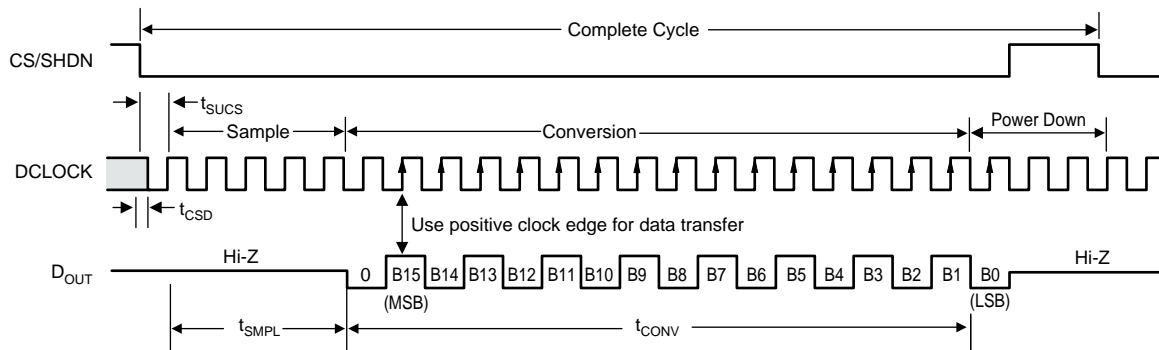 Complete Cycle
CS/SHDN
tSUCS
Sample
Conversion
Power Down
DCLOCK
tCSD
Use positive clock edge for data transfer
Hi-Z
Hi-Z
DOUT
0 B15 B14 B13 B12 B11 B10 B9 B8 B7 B6 B5 B4 B3 B2 B1 B0
(MSB)
(LSB)
tSMPL
tCONV